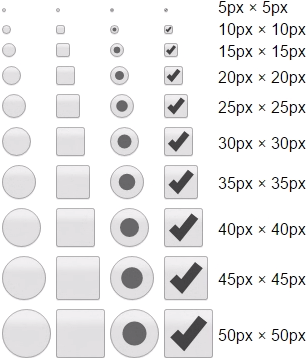 5px × 5px
10px × 10px
15px × 15px
20px × 20px
25px × 25px
30px × 30px
35px × 35px
40px × 40px
45px × 45px
50px × 50px